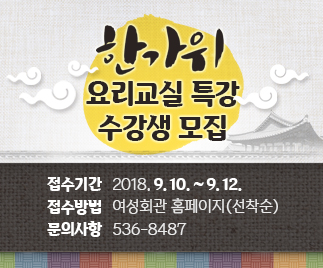 한가위
요리교실 특강
수강생 모집
접수기간 2018. 9. 10. ~ 9. 12.
접수방법 여성회관 홈페이지(선착순)
문의사항 536-8487